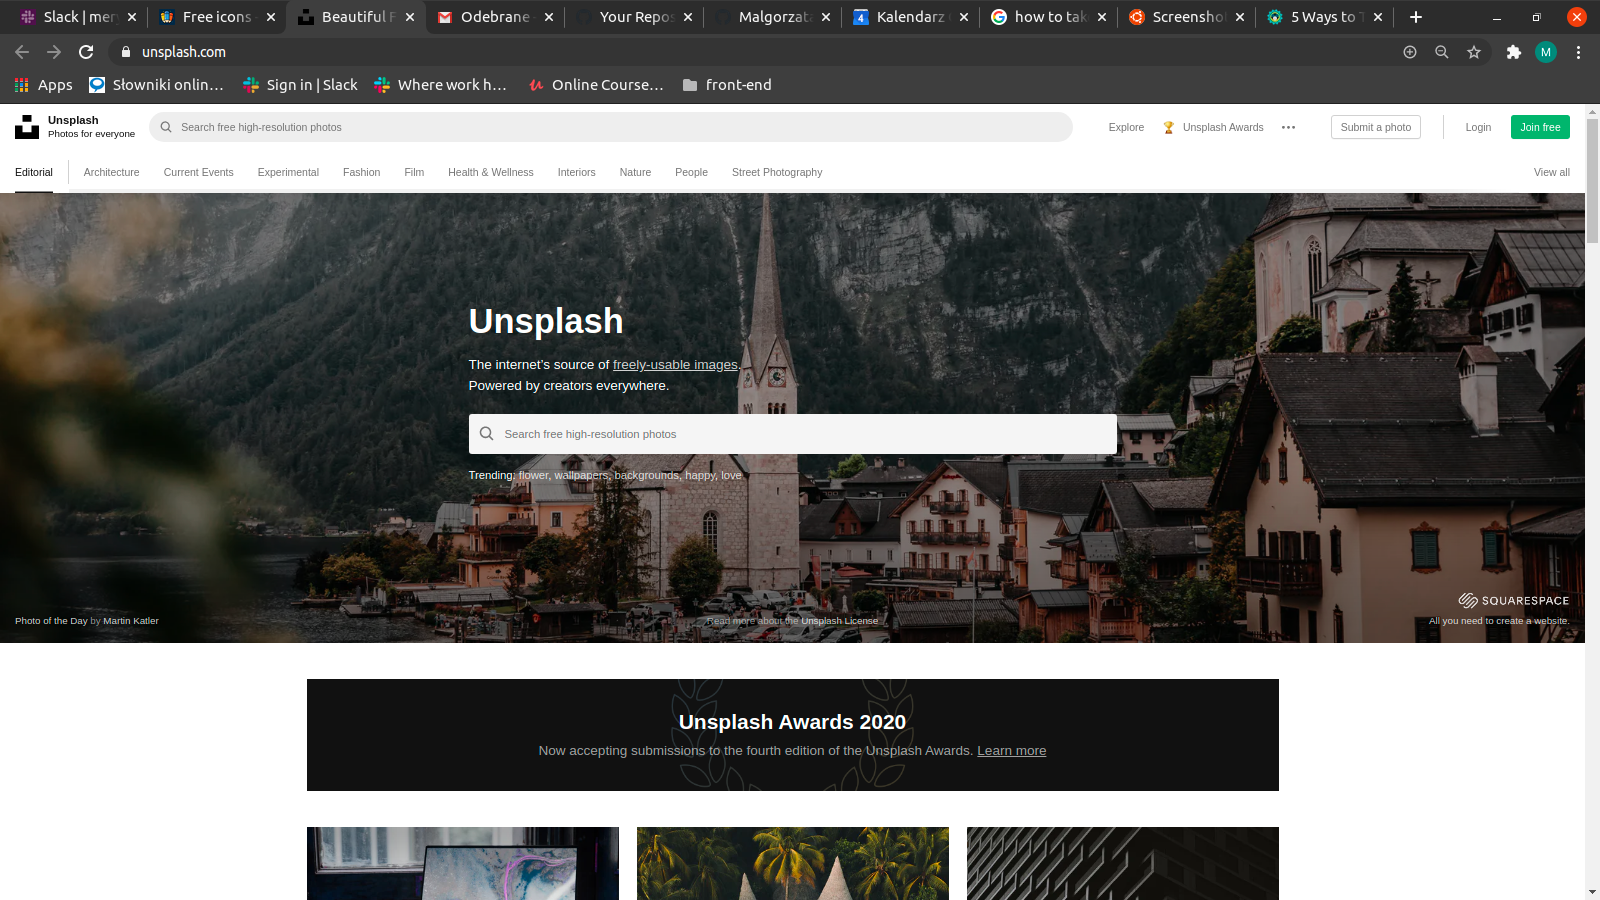 Slack | mer
Free icons
Beautiful F
Odebrane -
Your Repos
Malgorzata
Kalendarz
how to tak
Screensho
5 Ways to T
unsplash.com
M
Apps
Słowniki onlin...
Sign in | Slack
Where work h...
Online Course...
front-end
Unsplash
Photos for everyone
Search free high-resolution photos
Explore
Unsplash Awards
Submit a photo
Login
Join free
Editorial
Architecture
Current Events
Experimental
Fashion
Film
Health & Wellness
Interiors
Nature
People
Street Photography
View all
Unsplash
The internet's source of freely-usable images.
Powered by creators everywhere.
Search free high-resolution photos
Trending: flower, wallpapers, backgrounds, happy, love
SQUARESPACE
Photo of the Day by Martin Katler
Read more about the Unsplash License
All you need to create a website.
Unsplash Awards 2020
Now accepting submissions to the fourth edition of the Unsplash Awards. Learn more